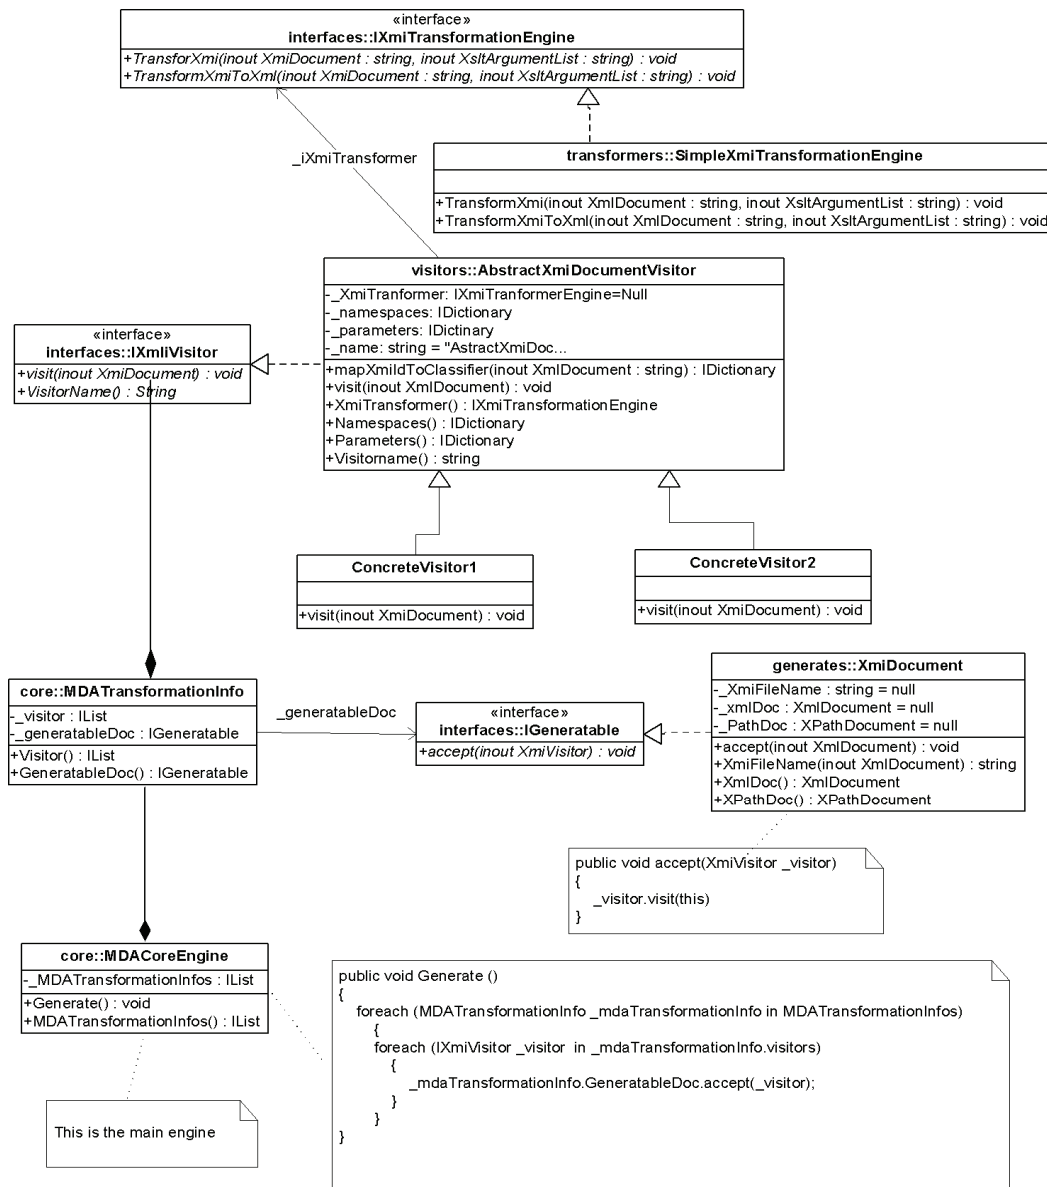 «interface»
interfaces::IXmiTransformationEngine
+TransforXmi(inout XmiDocument : string, inout XsltArgumentList : string) : void
+TransformXmiToXml(inout XmiDocument : string, inout XsltArgumentList : string) : void
_iXmiTransformer
transformers::SimpleXmiTransformationEngine
+TransformXmi(inout XmlDocument : string, inout XsltArgumentList : string) : void
+TransformXmiToXml(inout XmlDocument : string, inout XsltArgumentList : string) : void
visitors::AbstractXmiDocumentVisitor
-_XmiTranformer: IXmiTranformerEngine=Null
-_namespaces: IDictionary
-_parameters: IDictinary
-_name: string = "AstractXmiDoc...
+mapXmiIdToClassifier(inout XmlDocument : string) : IDictionary
+visit(inout XmlDocument) : void
+XmiTransformer() : IXmiTransformationEngine
+Namespaces() : IDictionary
+Parameters() : IDictionary
+Visitorname() : string
«interface»
interfaces::IXmliVisitor
+visit(inout XmiDocument) : void
+VisitorName() : String
ConcreteVisitor1
+visit(inout XmiDocument) : void
ConcreteVisitor2
+visit(inout XmiDocument) : void
core::MDATransformationInfo
-_visitor : IList
-_generatableDoc : IGeneratable
+Visitor() : IList
+GeneratableDoc() : IGeneratable
_generatableDoc
«interface»
interfaces::IGeneratable
+accept(inout XmiVisitor) : void
generates::XmiDocument
-_XmiFileName : string = null
-_xmlDoc : XmlDocument = null
-_PathDoc : XPathDocument = null
+accept(inout XmlDocument) : void
+XmiFileName(inout XmlDocument) : string
+XmlDoc() : XmlDocument
+XPathDoc() : XPathDocument
public void accept(XmiVisitor _visitor)
{
_visitor.visit(this)
}
core::MDACoreEngine
-_MDATransformationInfos : IList
+Generate() : void
+MDATransformationInfos() : IList
This is the main engine
public void Generate ()
{
foreach (MDATransformationInfo _mdaTransformationInfo in MDATransformationInfos)
{
foreach (IXmiVisitor _visitor in _mdaTransformationInfo.visitors)
{
_mdaTransformationInfo.GeneratableDoc.accept(_visitor);
}
}
}